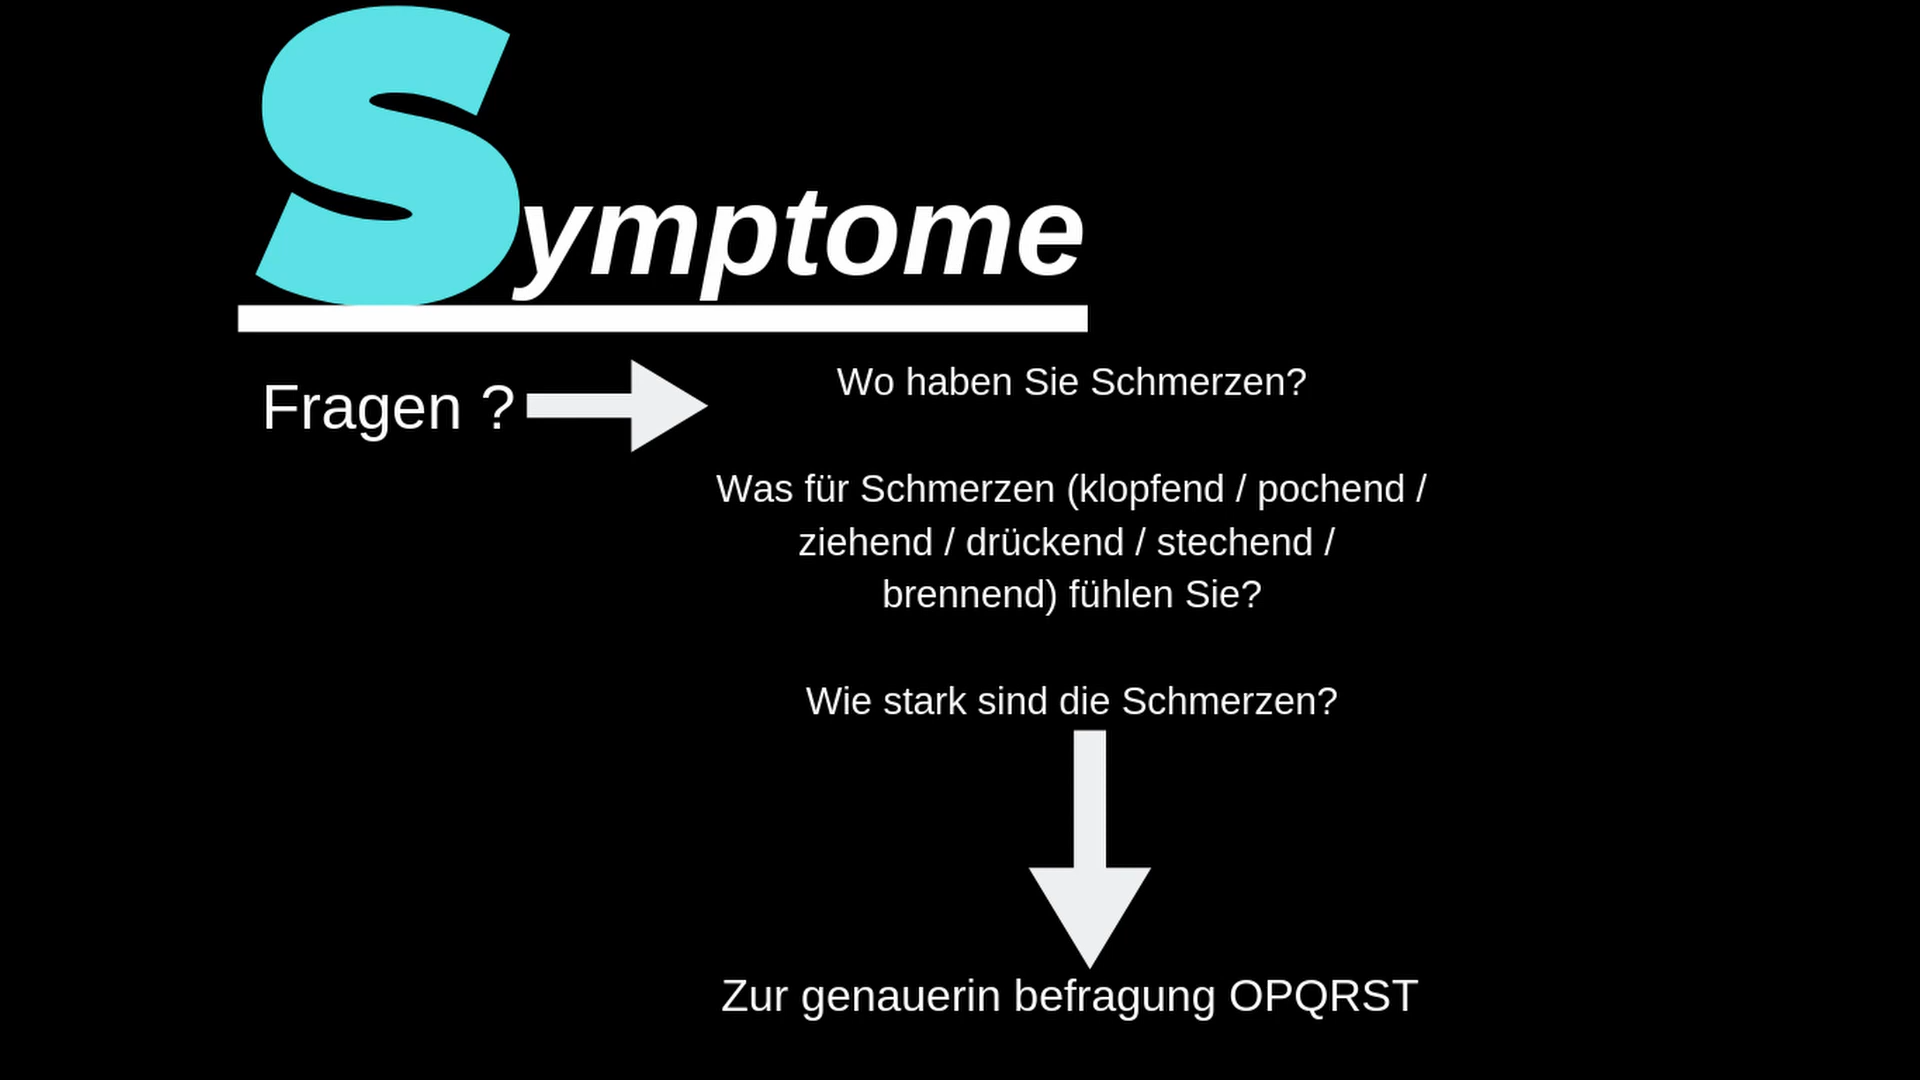 Symptome
Fragen ?
Wo haben Sie Schmerzen?
Was für Schmerzen (klopfend / pochend /
ziehend / drückend / stechend /
brennend) fühlen Sie?
Wie stark sind die Schmerzen?
Zur genauerin befragung OPQRST